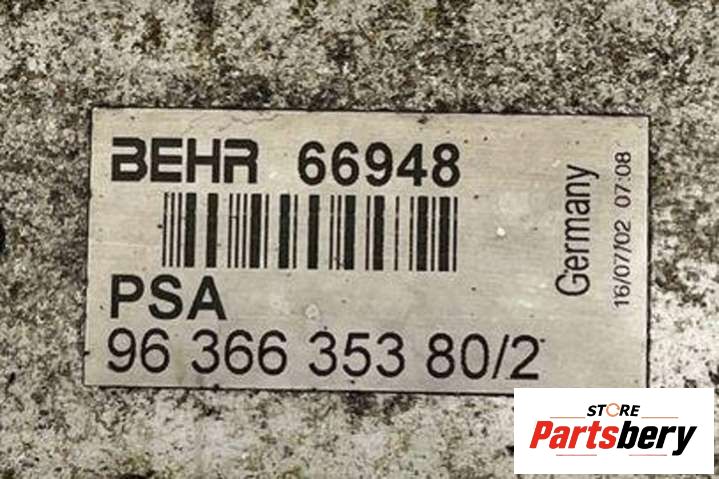 BEHR 66948
PSA
96 366 353 80/2
Germany
16/07/02 07:08
STORE
Partsbery